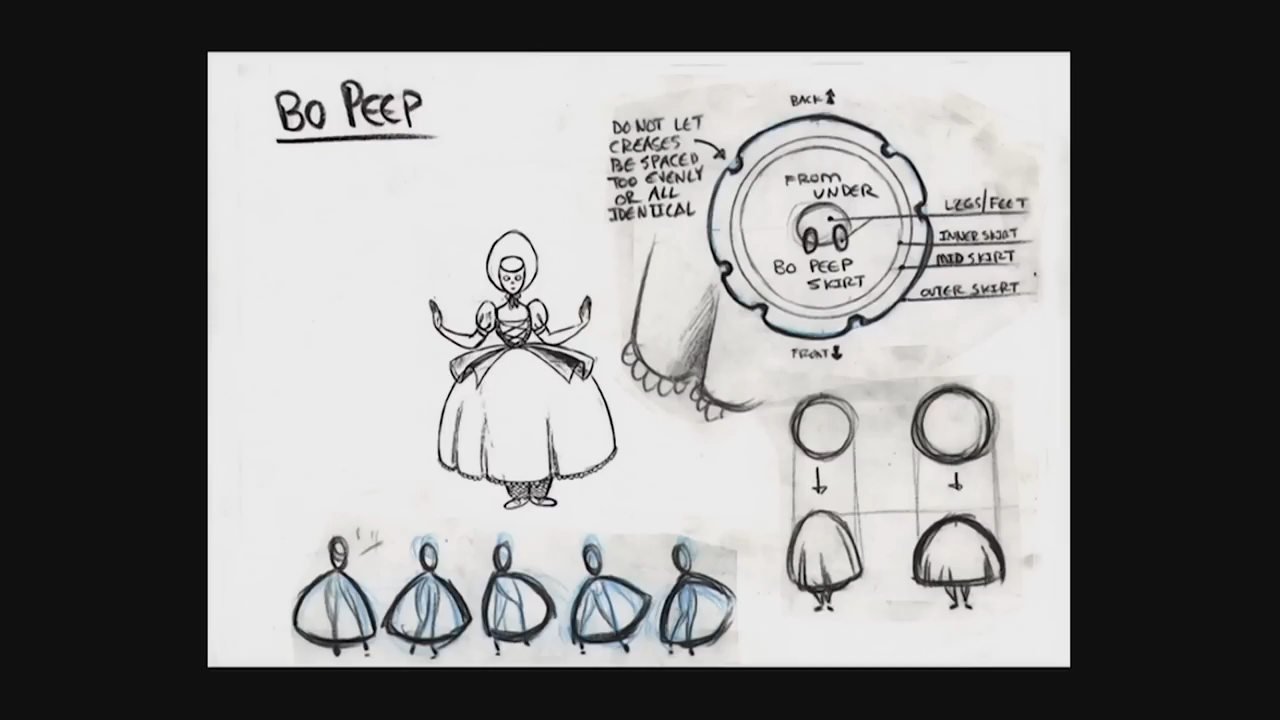 BO PEEP
BACK
DO NOT LET
CREASES
BE SPACED
TOO EVENLY
OR ALL
IDENTICAL
FROM
UNDER
LEGS/FEET
INNER SKIRT
MID SKIRT
BO PEEP
SKIRT
OUTER SKIRT
FRONT